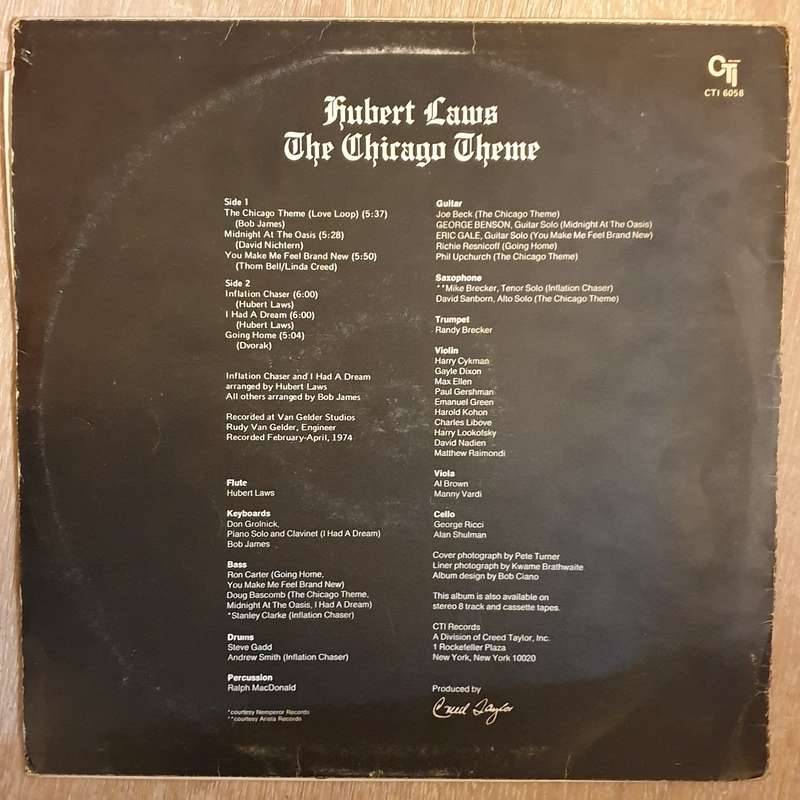 CTI
CTI 6058
Hubert Laws
The Chicago Theme
Side 1
The Chicago Theme (Love Loop) (5:37)
(Bob James)
Midnight At The Oasis (5:28)
(David Nichtern)
You Make Me Feel Brand New (5:50)
(Thom Bell/Linda Creed)
Side 2
Inflation Chaser (6:00)
(Hubert Laws)
I Had A Dream (6:00)
(Hubert Laws)
Going Home (5:04)
(Dvorak)
Inflation Chaser and I Had A Dream
arranged by Hubert Laws
All others arranged by Bob James
Recorded at Van Gelder Studios
Rudy Van Gelder, Engineer
Recorded February-April, 1974
Flute
Hubert Laws
Keyboards
Don Grolnick,
Piano Solo and Clavinet (I Had A Dream)
Bob James
Bass
Ron Carter (Going Home,
You Make Me Feel Brand New)
Doug Bascomb (The Chicago Theme,
Midnight At The Oasis, I Had A Dream)
*Stanley Clarke (Inflation Chaser)
Drums
Steve Gadd
Andrew Smith (Inflation Chaser)
Percussion
Ralph MacDonald
*courtesy Nemperor Records
**courtesy Arista Records
Guitar
Joe Beck (The Chicago Theme)
GEORGE BENSON, Guitar Solo (Midnight At The Oasis)
ERIC GALE, Guitar Solo (You Make Me Feel Brand New)
Richie Resnicoff (Going Home)
Phil Upchurch (The Chicago Theme)
Saxophone
**Mike Brecker, Tenor Solo (Inflation Chaser)
David Sanborn, Alto Solo (The Chicago Theme)
Trumpet
Randy Brecker
Violin
Harry Cykman
Gayle Dixon
Max Ellen
Paul Gershman
Emanuel Green
Harold Kohon
Charles Libove
Harry Lookofsky
David Nadien
Matthew Raimondi
Viola
Al Brown
Manny Vardi
Cello
George Ricci
Alan Shulman
Cover photograph by Pete Turner
Liner photograph by Kwame Brathwaite
Album design by Bob Ciano
This album is also available on
stereo 8 track and cassette tapes.
CTI Records
A Division of Creed Taylor, Inc.
1 Rockefeller Plaza
New York, New York 10020
Produced by
Creed Taylor